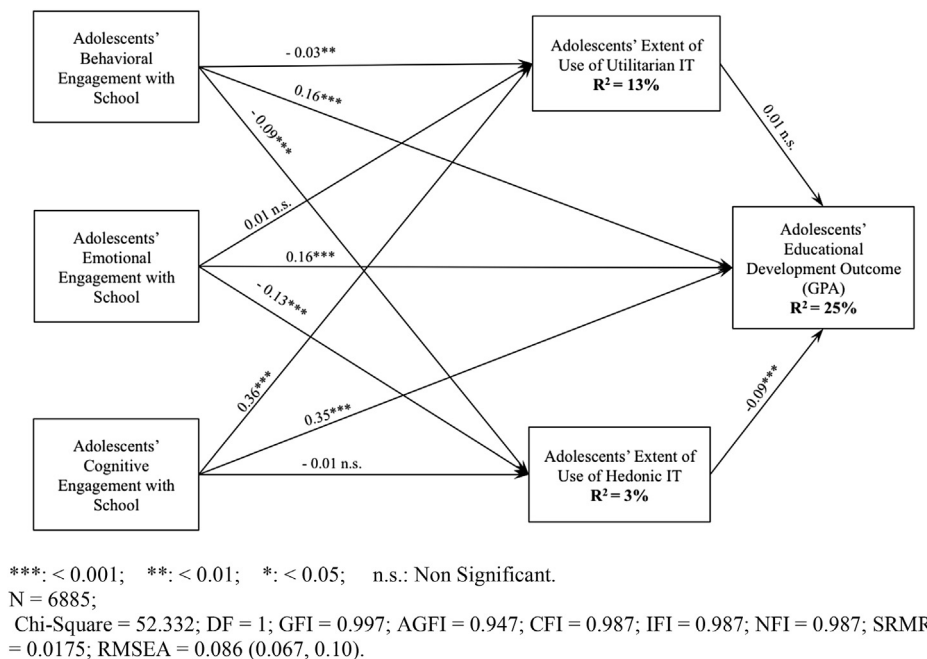 Adolescents’
Behavioral
Engagement with
School
- 0.03**
Adolescents’ Extent of
Use of Utilitarian IT
R² = 13%
0.16***
- 0.09***
0.01 n.s.
Adolescents’
Emotional
Engagement with
School
0.01 n.s.
0.16***
- 0.13***
Adolescents’
Educational
Development Outcome
(GPA)
R² = 25%
Adolescents’
Cognitive
Engagement with
School
0.36***
0.35***
- 0.01 n.s.
Adolescents’ Extent of
Use of Hedonic IT
R² = 3%
-0.09***
***: < 0.001; **: < 0.01; *: < 0.05; n.s.: Non Significant.
N = 6885;
Chi-Square = 52.332; DF = 1; GFI = 0.997; AGFI = 0.947; CFI = 0.987; IFI = 0.987; NFI = 0.987; SRMR
= 0.0175; RMSEA = 0.086 (0.067, 0.10).